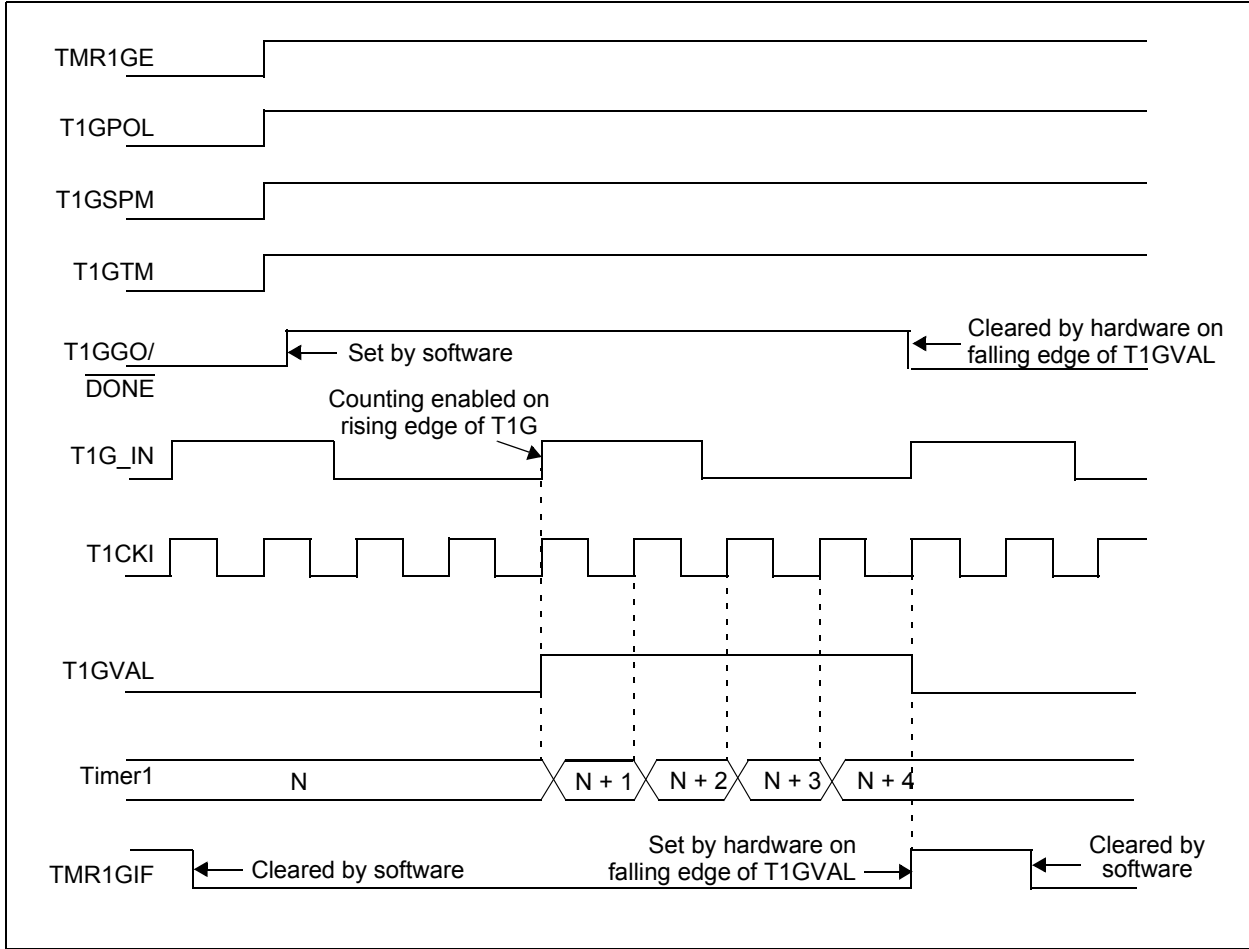 TMR1GE
T1GPOL
T1GSPM
T1GTM
T1GGO/
DONE
Set by software
Cleared by hardware on
falling edge of T1GVAL
Counting enabled on
rising edge of T1G
T1G_IN
T1CKI
T1GVAL
Timer1
N
N + 1
N + 2
N + 3
N + 4
TMR1GIF
Cleared by software
Set by hardware on
falling edge of T1GVAL
Cleared by
software